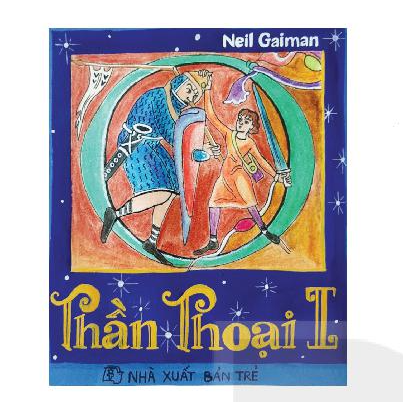 Neil Gaiman
Thần Thoại I
NHÀ XUẤT BẢN TRẺ